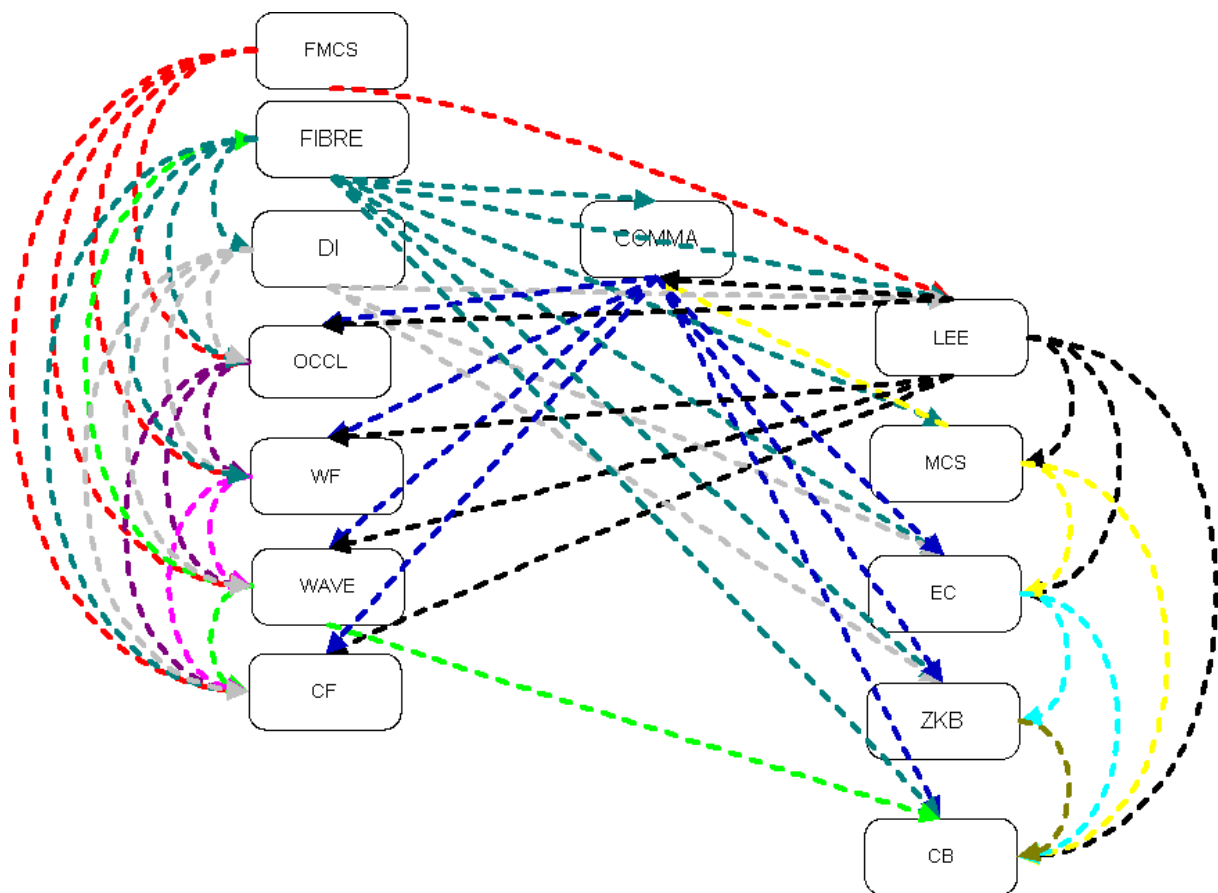 FMCS
FIBRE
DI
COMMA
OCCL
LEE
WF
MCS
WAVE
EC
CF
ZKB
CB